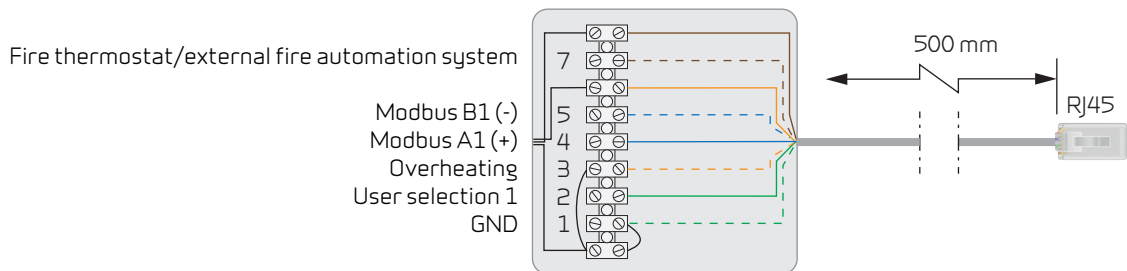 500 mm
RJ45
Fire thermostat/external fire automation system
7
Modbus B1 (-)
5
Modbus A1 (+)
4
Overheating
3
User selection 1
2
GND
1